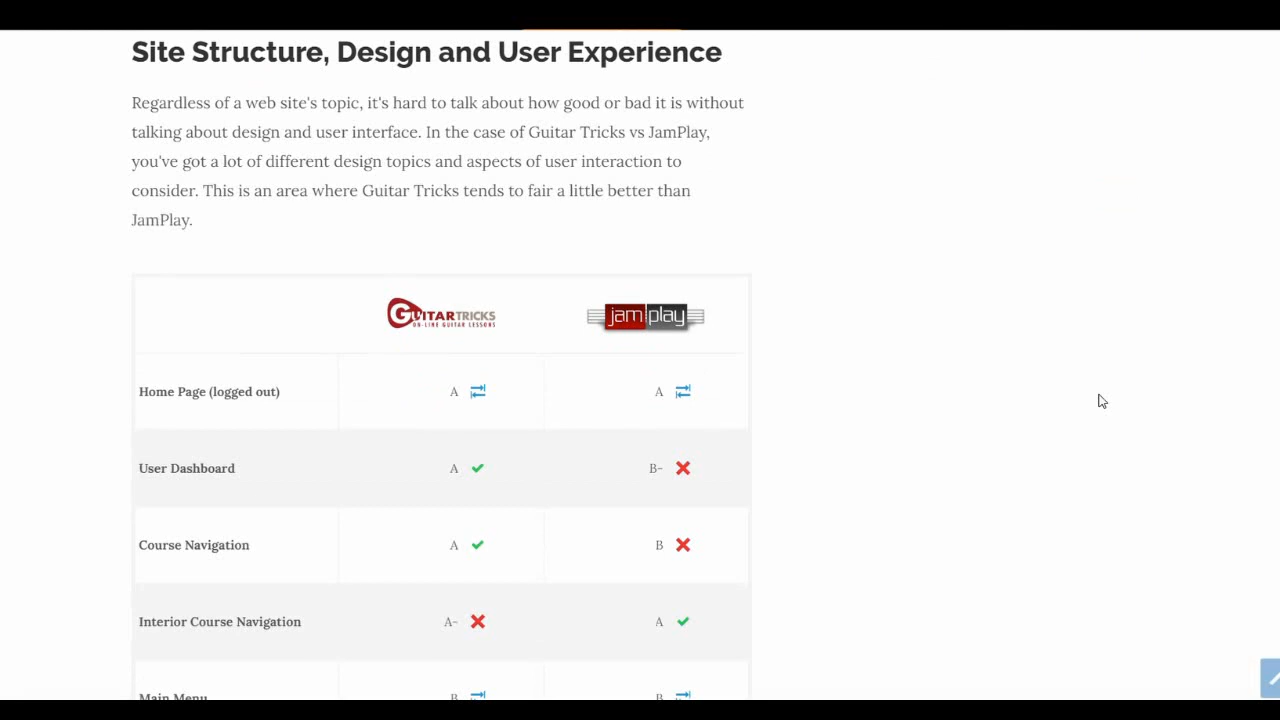 Site Structure, Design and User Experience
Regardless of a web site's topic, it's hard to talk about how good or bad it is without
talking about design and user interface. In the case of Guitar Tricks vs JamPlay,
you've got a lot of different design topics and aspects of user interaction to
consider. This is an area where Guitar Tricks tends to fair a little better than
JamPlay.
GUITARTRICKS jam play
ON-LINE GUITAR LESSONS
Home Page (logged out) A A
User Dashboard A B-
Course Navigation A B
Interior Course Navigation A- A
Main Menu B B